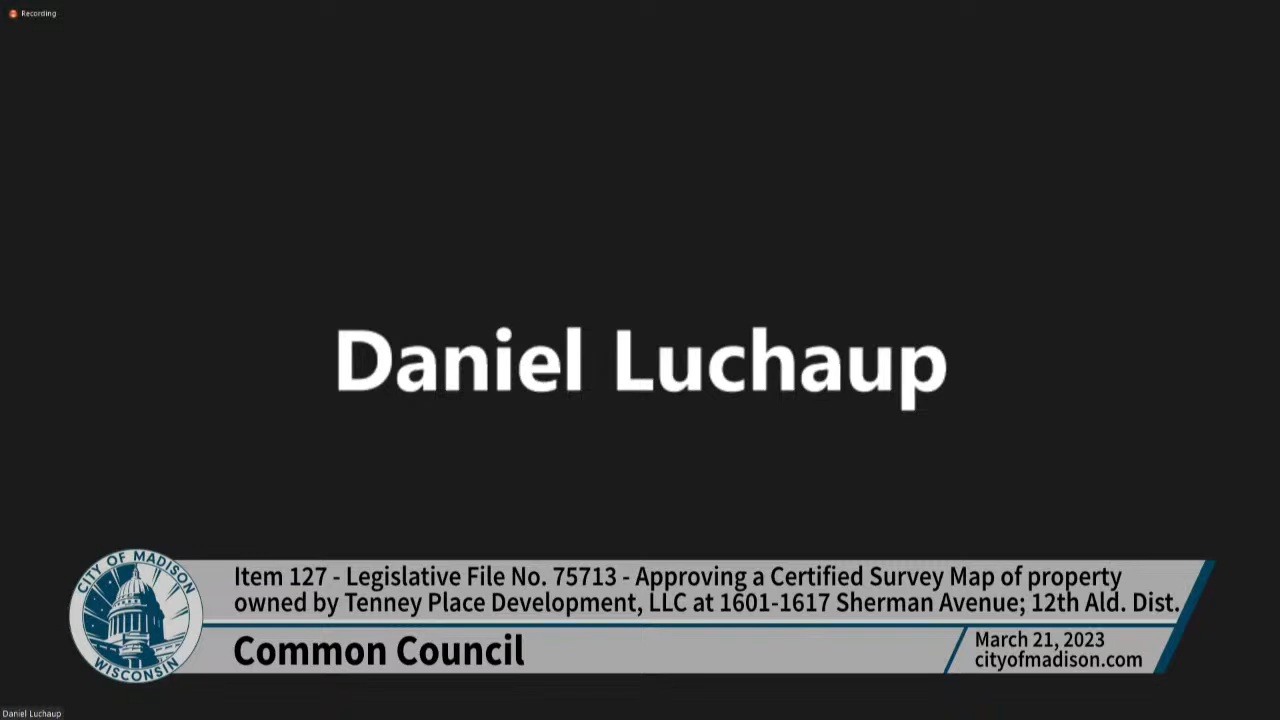 Recording
Daniel Luchaup
CITY OF MADISON
WISCONSIN
Item 127 - Legislative File No. 75713 - Approving a Certified Survey Map of property
owned by Tenney Place Development, LLC at 1601-1617 Sherman Avenue; 12th Ald. Dist.
Common Council
March 21, 2023
cityofmadison.com
Daniel Luchaup